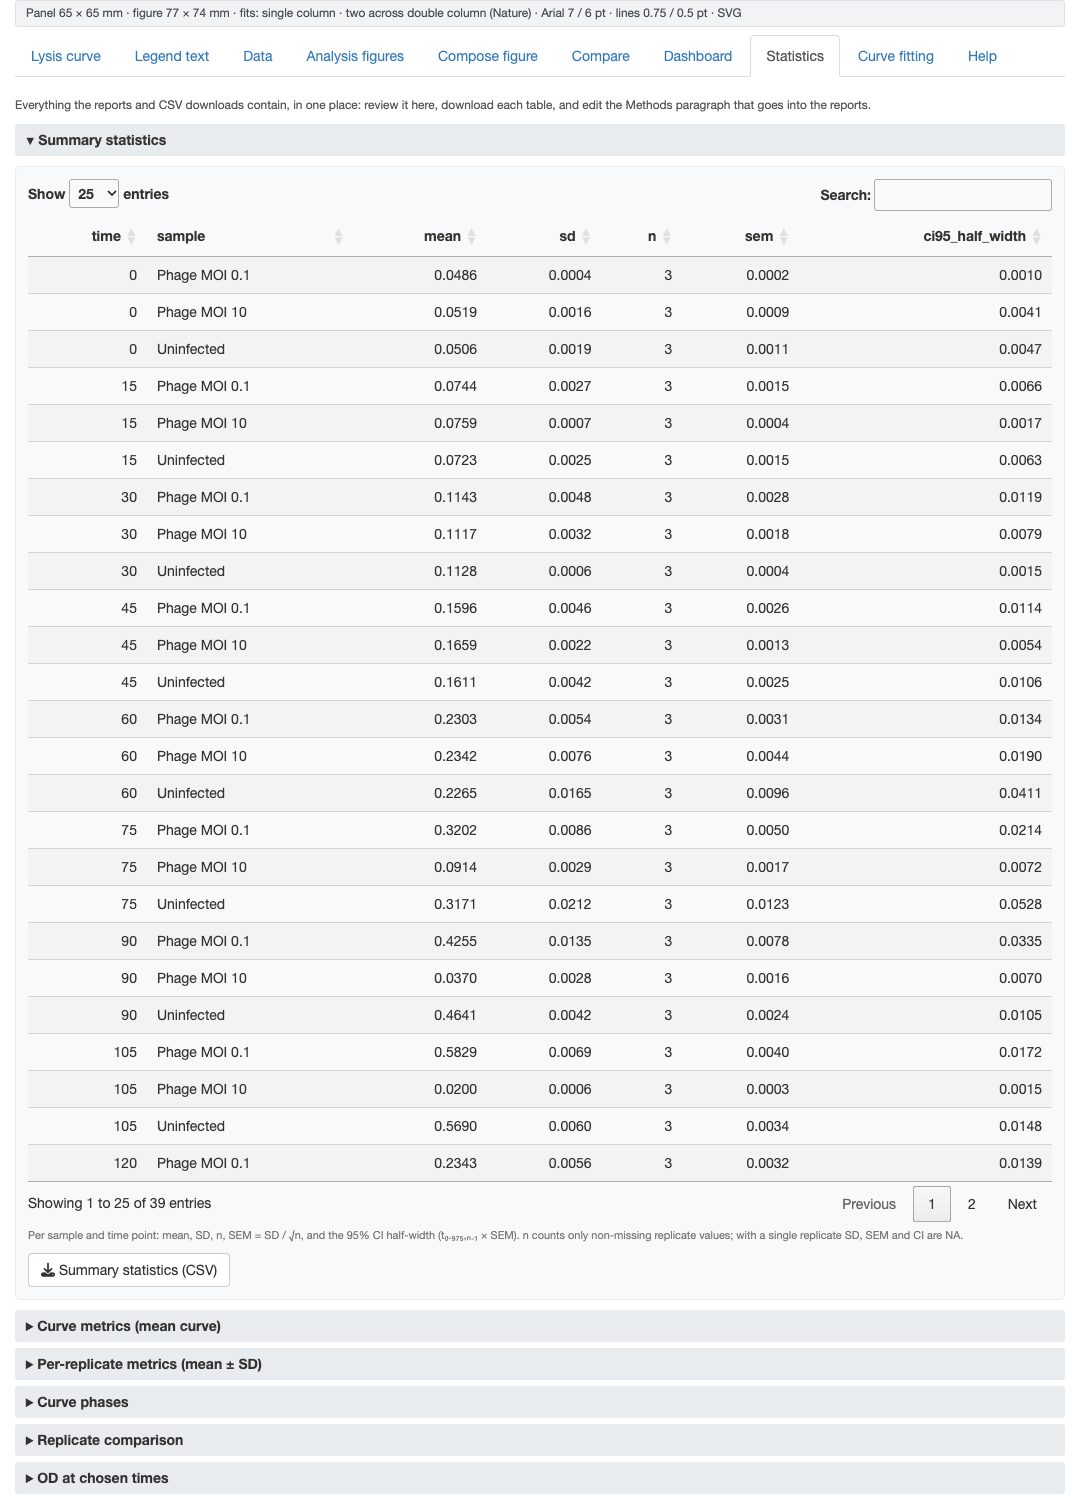 Panel 65 × 65 mm · figure 77 × 74 mm · fits: single column · two across double column (Nature) · Arial 7 / 6 pt · lines 0.75 / 0.5 pt · SVG
Lysis curve Legend text Data Analysis figures Compose figure Compare Dashboard Statistics Curve fitting Help
Everything the reports and CSV downloads contain, in one place: review it here, download each table, and edit the Methods paragraph that goes into the reports.
▾ Summary statistics
Show 25 entries Search:
time sample mean sd n sem ci95_half_width
0 Phage MOI 0.1 0.0486 0.0004 3 0.0002 0.0010
0 Phage MOI 10 0.0519 0.0016 3 0.0009 0.0041
0 Uninfected 0.0506 0.0019 3 0.0011 0.0047
15 Phage MOI 0.1 0.0744 0.0027 3 0.0015 0.0066
15 Phage MOI 10 0.0759 0.0007 3 0.0004 0.0017
15 Uninfected 0.0723 0.0025 3 0.0015 0.0063
30 Phage MOI 0.1 0.1143 0.0048 3 0.0028 0.0119
30 Phage MOI 10 0.1117 0.0032 3 0.0018 0.0079
30 Uninfected 0.1128 0.0006 3 0.0004 0.0015
45 Phage MOI 0.1 0.1596 0.0046 3 0.0026 0.0114
45 Phage MOI 10 0.1659 0.0022 3 0.0013 0.0054
45 Uninfected 0.1611 0.0042 3 0.0025 0.0106
60 Phage MOI 0.1 0.2303 0.0054 3 0.0031 0.0134
60 Phage MOI 10 0.2342 0.0076 3 0.0044 0.0190
60 Uninfected 0.2265 0.0165 3 0.0096 0.0411
75 Phage MOI 0.1 0.3202 0.0086 3 0.0050 0.0214
75 Phage MOI 10 0.0914 0.0029 3 0.0017 0.0072
75 Uninfected 0.3171 0.0212 3 0.0123 0.0528
90 Phage MOI 0.1 0.4255 0.0135 3 0.0078 0.0335
90 Phage MOI 10 0.0370 0.0028 3 0.0016 0.0070
90 Uninfected 0.4641 0.0042 3 0.0024 0.0105
105 Phage MOI 0.1 0.5829 0.0069 3 0.0040 0.0172
105 Phage MOI 10 0.0200 0.0006 3 0.0003 0.0015
105 Uninfected 0.5690 0.0060 3 0.0034 0.0148
120 Phage MOI 0.1 0.2343 0.0056 3 0.0032 0.0139
Showing 1 to 25 of 39 entries Previous 1 2 Next
Per sample and time point: mean, SD, n, SEM = SD / √n, and the 95% CI half-width (t₀.₉₇₅,ₙ₋₁ × SEM). n counts only non-missing replicate values; with a single replicate SD, SEM and CI are NA.
Summary statistics (CSV)
▸ Curve metrics (mean curve)
▸ Per-replicate metrics (mean ± SD)
▸ Curve phases
▸ Replicate comparison
▸ OD at chosen times